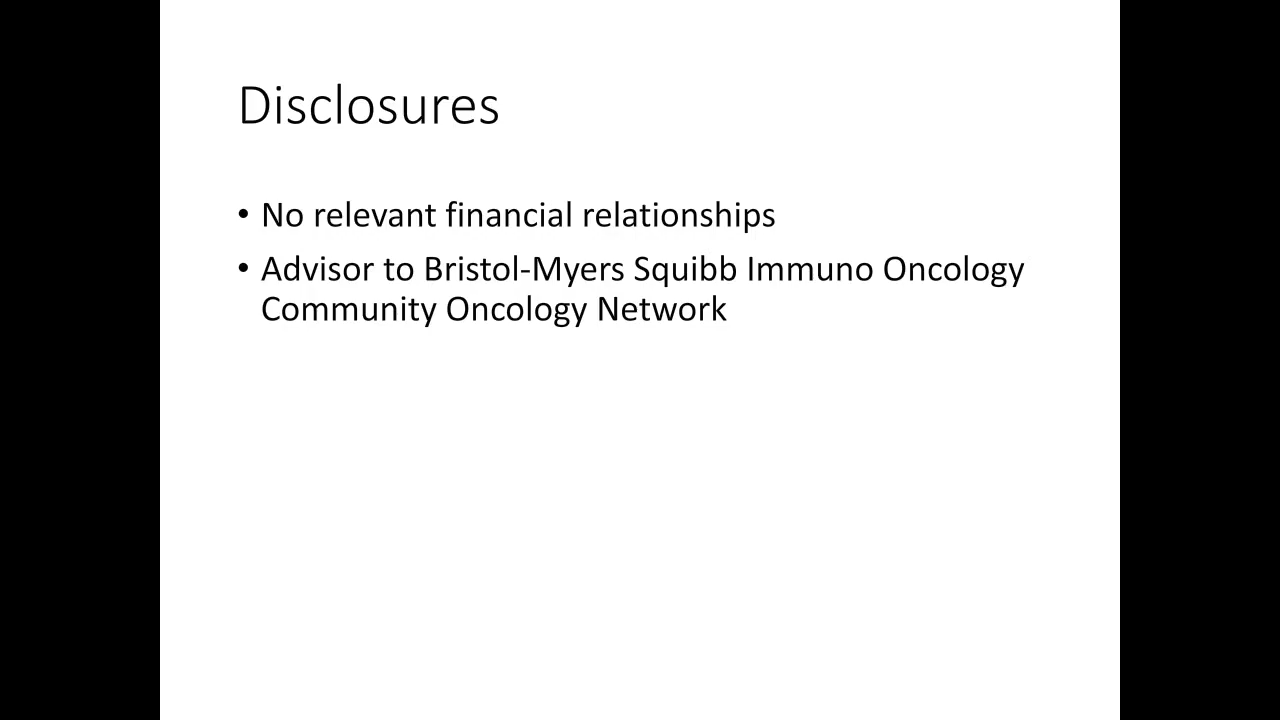 Disclosures
• No relevant financial relationships
• Advisor to Bristol-Myers Squibb Immuno Oncology
Community Oncology Network